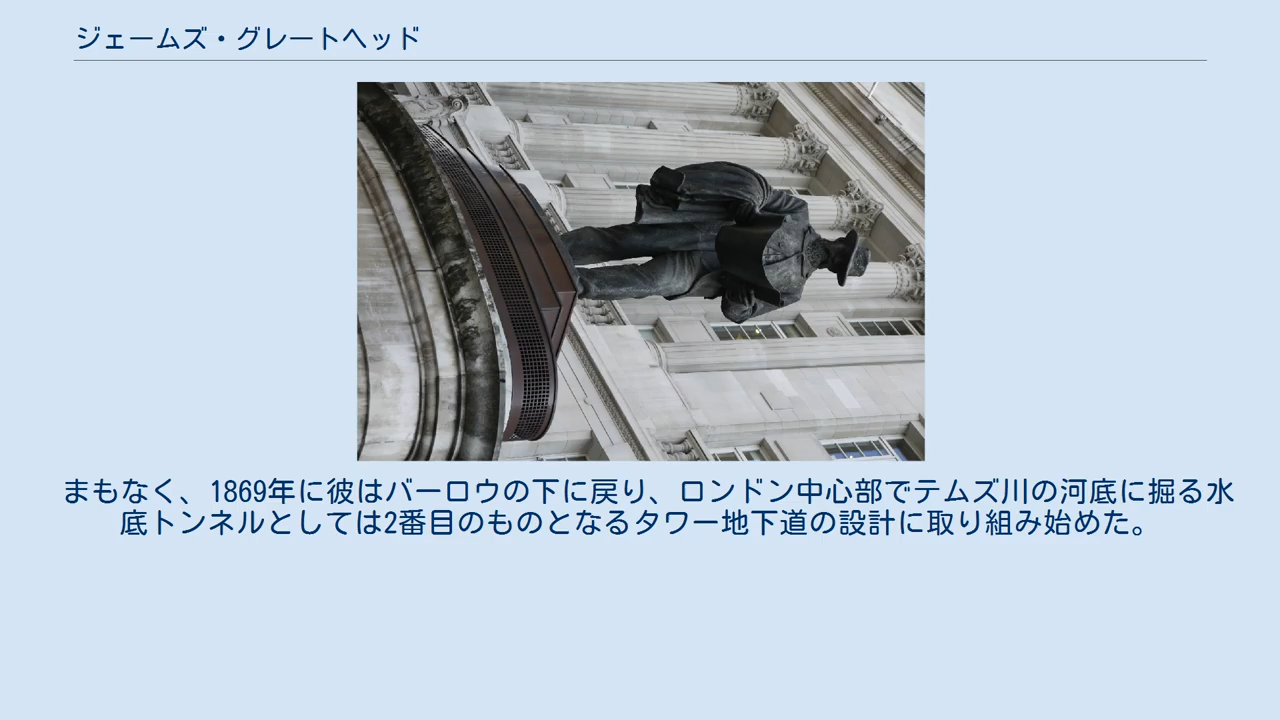 ジェームズ・グレートヘッド
まもなく、1869年に彼はバーロウの下に戻り、ロンドン中心部でテムズ川の河底に掘る水
底トンネルとしては2番目のものとなるタワー地下道の設計に取り組み始めた。